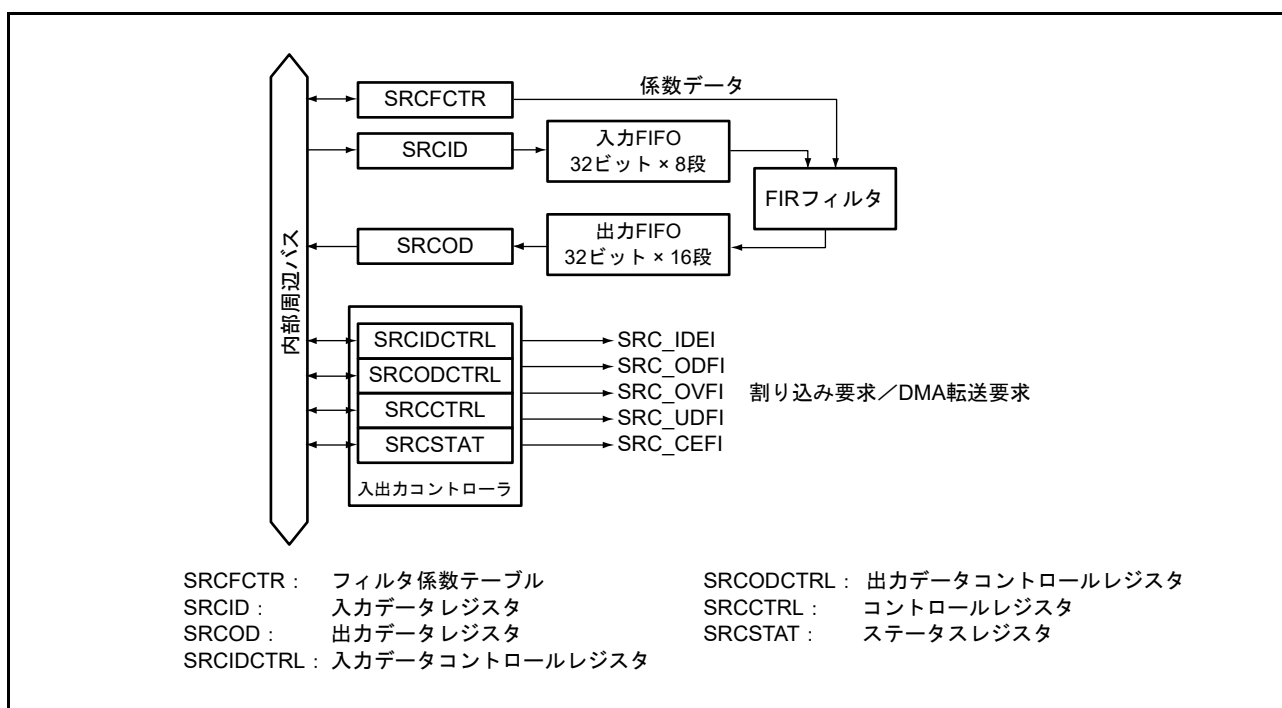 係数データ
SRCFCTR
SRCID
入力FIFO
32ビット × 8段
FIRフィルタ
SRCOD
出力FIFO
32ビット × 16段
内部周辺バス
SRCIDCTRL
SRCODCTRL
SRCCTRL
SRCSTAT
入出力コントローラ
SRC_IDEI
SRC_ODFI
SRC_OVFI
SRC_UDFI
SRC_CEFI
割り込み要求／DMA転送要求
SRCFCTR： フィルタ係数テーブル
SRCID： 入力データレジスタ
SRCOD： 出力データレジスタ
SRCIDCTRL： 入力データコントロールレジスタ
SRCODCTRL： 出力データコントロールレジスタ
SRCCTRL： コントロールレジスタ
SRCSTAT： ステータスレジスタ